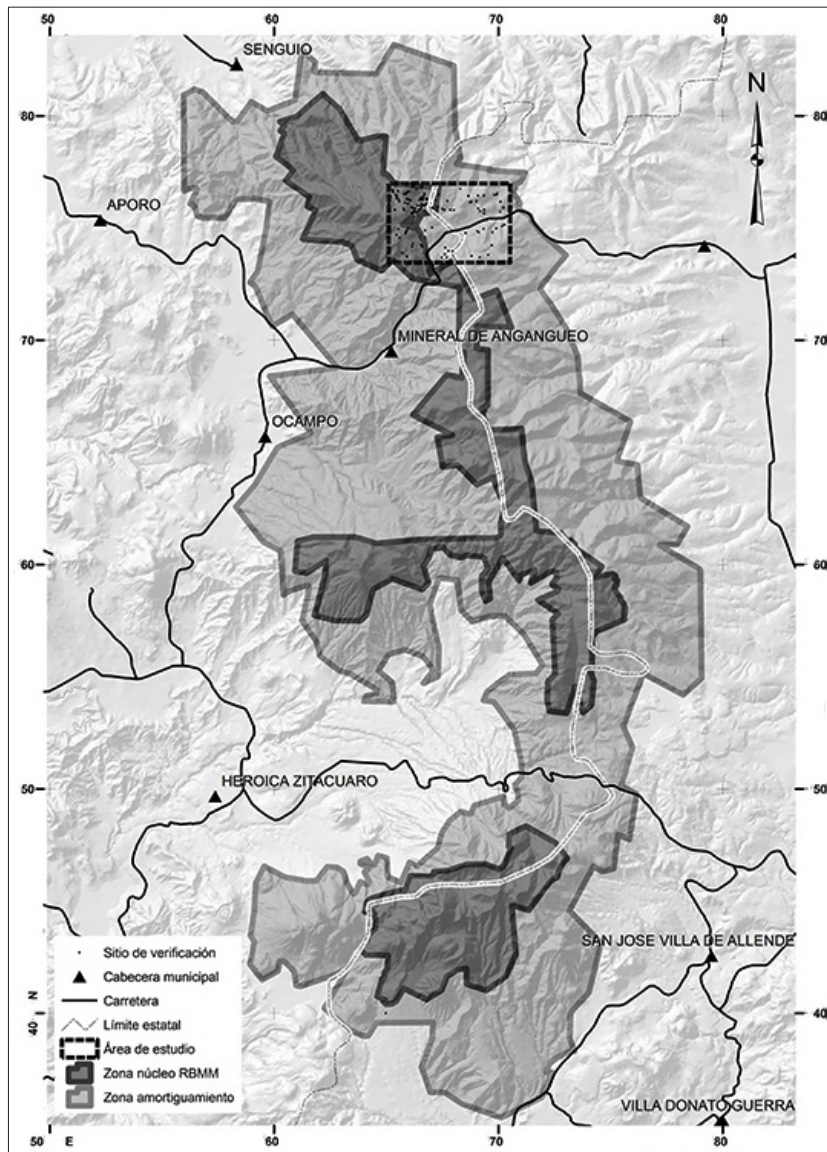 50
60
70
80
SENGUIO
N
80
80
APORO
70
70
MINERAL DE ANGANGUEO
OCAMPO
60
60
HEROICA ZITACUARO
50
50
SAN JOSE VILLA DE ALLENDE
Sitio de verificación
Cabecera municipal
Carretera
Límite estatal
Área de estudio
Zona núcleo RBMM
Zona amortiguamiento
N
40
40
VILLA DONATO GUERRA
50
E
60
70
80